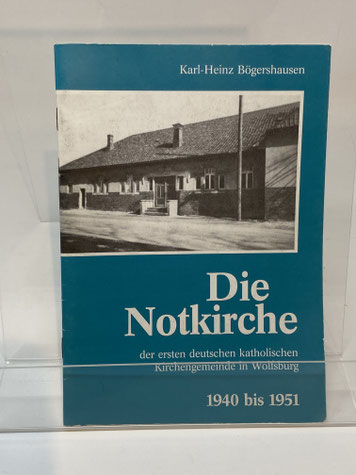 Karl-Heinz Bögershausen
Die
Notkirche
der ersten deutschen katholischen
Kirchengemeinde in Wolfsburg
1940 bis 1951